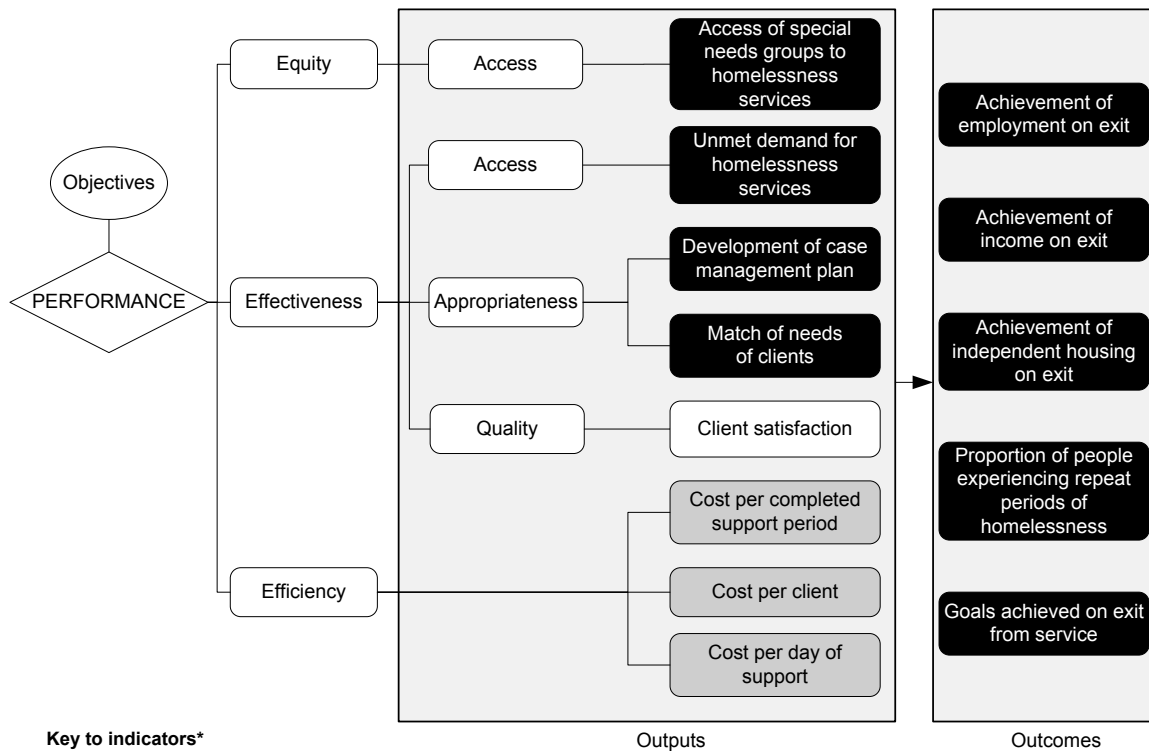 Objectives
PERFORMANCE
Equity
Access
Access of special
needs groups to
homelessness
services
Effectiveness
Access
Unmet demand for
homelessness
services
Appropriateness
Development of case
management plan
Match of needs
of clients
Quality
Client satisfaction
Efficiency
Cost per completed
support period
Cost per client
Cost per day of
support
Outputs
Achievement of
employment on exit
Achievement of
income on exit
Achievement of
independent housing
on exit
Proportion of people
experiencing repeat
periods of
homelessness
Goals achieved on exit
from service
Outcomes
Key to indicators*